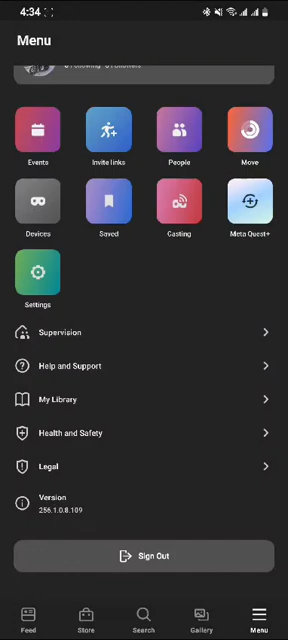 4:34
Menu
Events
Invite links
People
Move
Devices
Saved
Casting
Meta Quest+
Settings
Supervision
Help and Support
My Library
Health and Safety
Legal
Version
256.1.0.8.109
Sign Out
Feed
Store
Search
Gallery
Menu